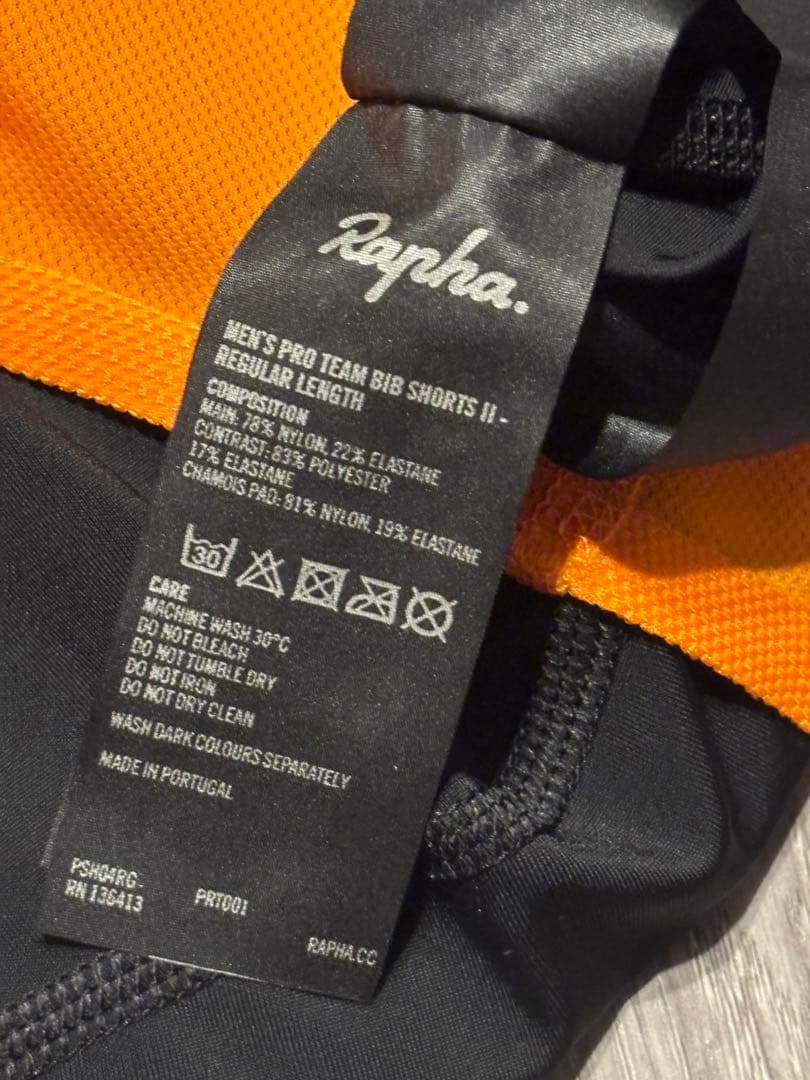 Rapha.
MEN'S PRO TEAM BIB SHORTS II -
REGULAR LENGTH
COMPOSITION
MAIN: 78% NYLON, 22% ELASTANE
CONTRAST: 83% POLYESTER
17% ELASTANE
CHAMOIS PAD: 81% NYLON, 19% ELASTANE
30
CARE
MACHINE WASH 30°C
DO NOT BLEACH
DO NOT TUMBLE DRY
DO NOT IRON
DO NOT DRY CLEAN
WASH DARK COLOURS SEPARATELY
MADE IN PORTUGAL
PSH04RG-
RN 136413
PRT001
RAPHA.CC